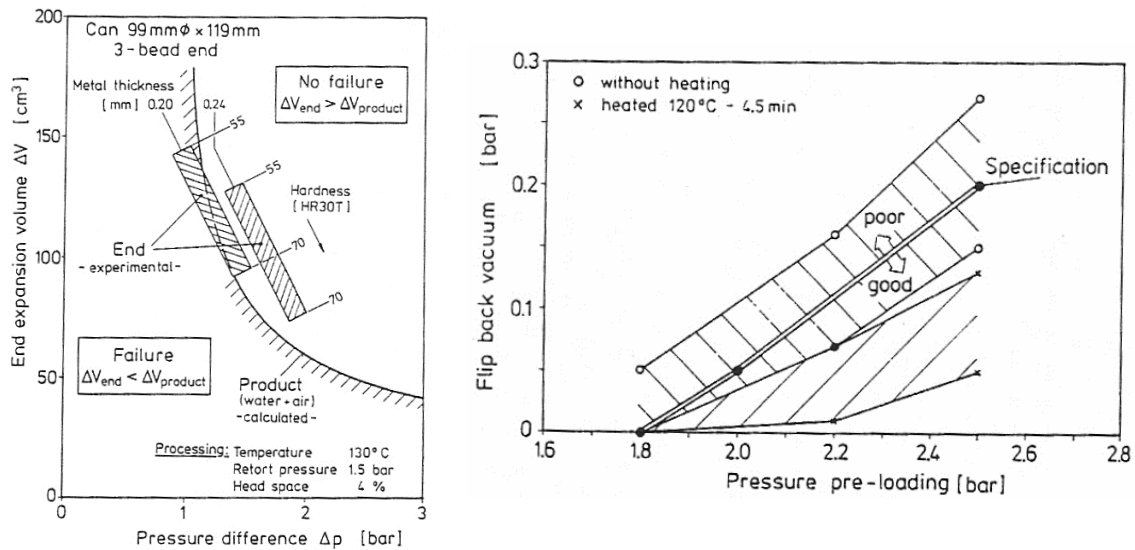 200
150
100
50
0
End expansion volume ΔV [cm³]
Can 99mmϕ × 119mm
3-bead end
Metal thickness
[mm] 0,20 0,24
No failure
ΔVend > ΔVproduct
55
55
Hardness
[HR30T]
End
-experimental-
70
70
Failure
ΔVend < ΔVproduct
Product
(water + air)
-calculated-
Processing: Temperature 130°C
Retort pressure 1.5 bar
Head space 4 %
0 1 2 3
Pressure difference Δp [bar]
0.3
0.2
0.1
0
Flip back vacuum [bar]
o without heating
× heated 120°C - 4.5 min
Specification
poor
good
1.6 1.8 2.0 2.2 2.4 2.6 2.8
Pressure pre-loading [bar]